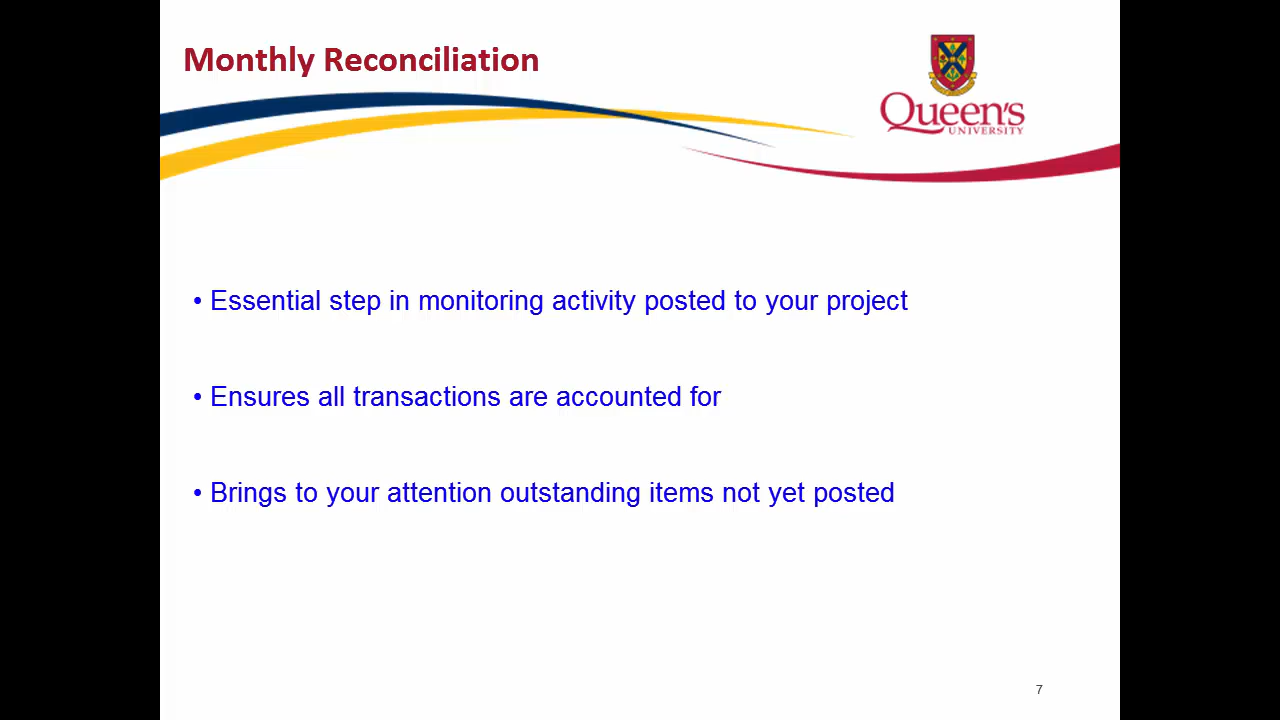 Monthly Reconciliation
Queen's
UNIVERSITY
• Essential step in monitoring activity posted to your project
• Ensures all transactions are accounted for
• Brings to your attention outstanding items not yet posted
7